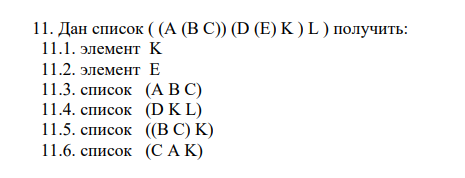 11. Дан список ( (A (B C)) (D (E) K ) L ) получить:
11.1. элемент K
11.2. элемент E
11.3. список (A B C)
11.4. список (D K L)
11.5. список ((B C) K)
11.6. список (C A K)